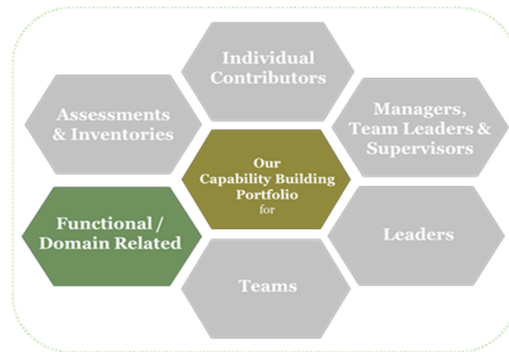 Individual
Contributors
Assessments
& Inventories
Managers,
Team Leaders &
Supervisors
Our
Capability Building
Portfolio
for
Functional /
Domain Related
Leaders
Teams